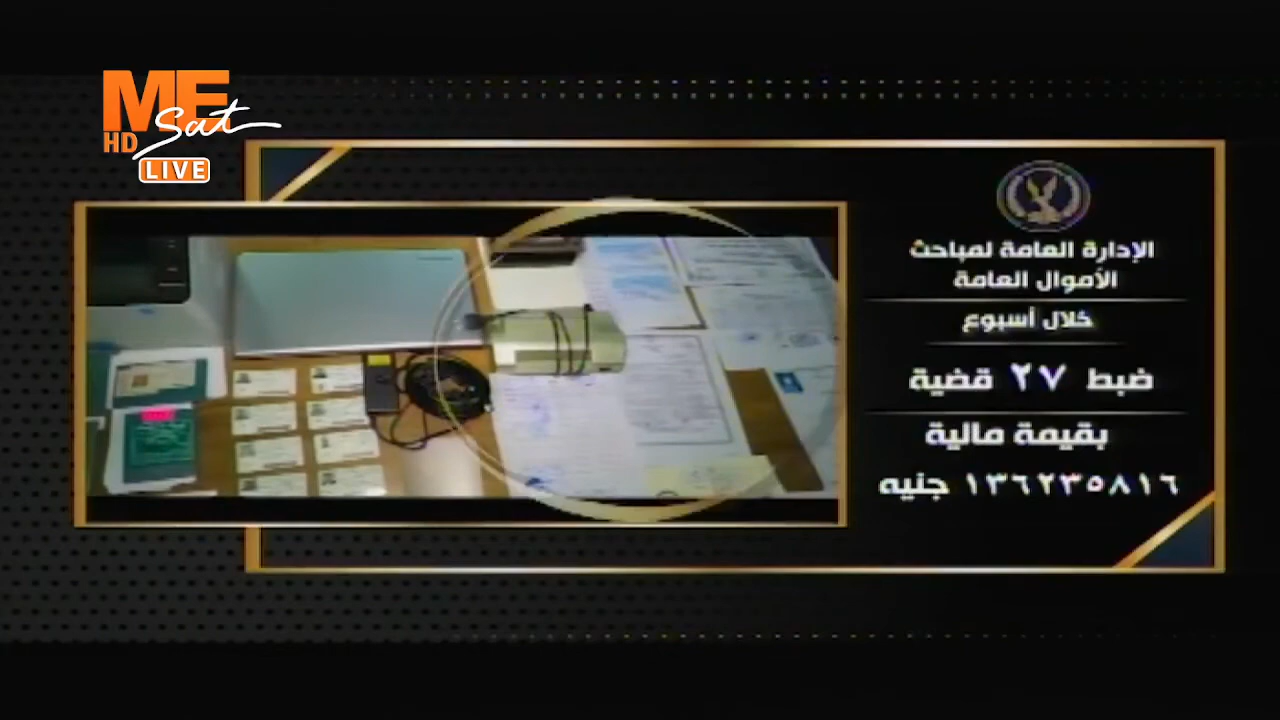 ME
Sat
HD
LIVE
الإدارة العامة لمباحث
الأموال العامة
خلال أسبوع
ضبط ٢٧ قضية
بقيمة مالية
١٣٦٢٣٥٨١٦ جنيه